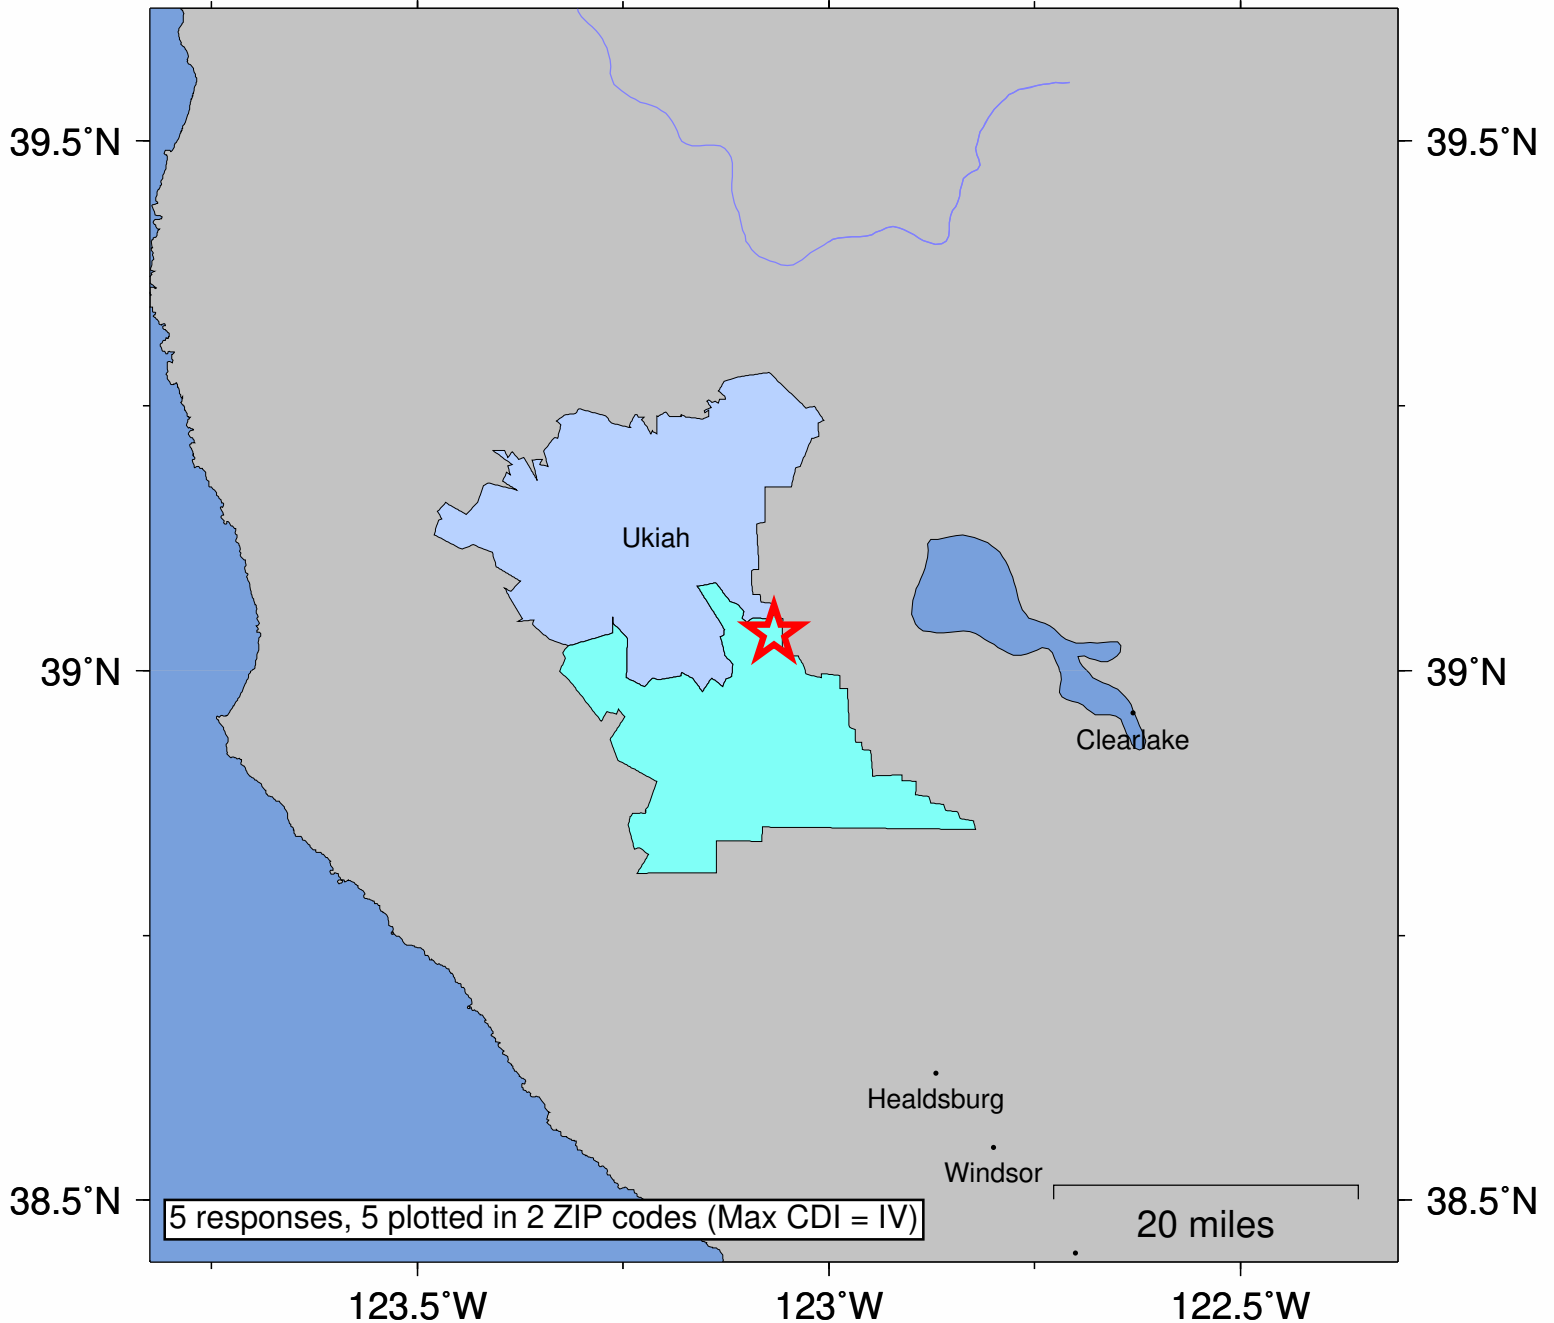 39.5˚N
39.5˚N
Ukiah
39˚N
39˚N
Clearlake
Healdsburg
Windsor
38.5˚N
38.5˚N
5 responses, 5 plotted in 2 ZIP codes (Max CDI = IV)
20 miles
123.5˚W
123˚W
122.5˚W